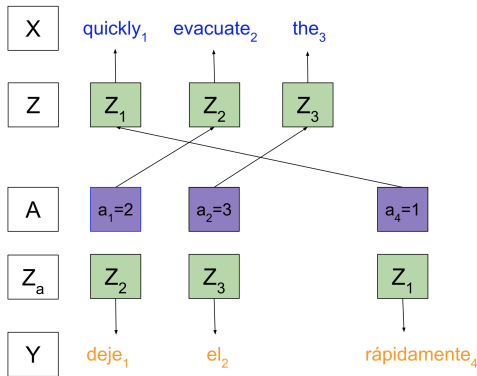 X quickly₁ evacuate₂ the₃
Z Z₁ Z₂ Z₃
A a₁=2 a₂=3 a₄=1
Zₐ Z₂ Z₃ Z₁
Y deje₁ el₂ rápidamente₄